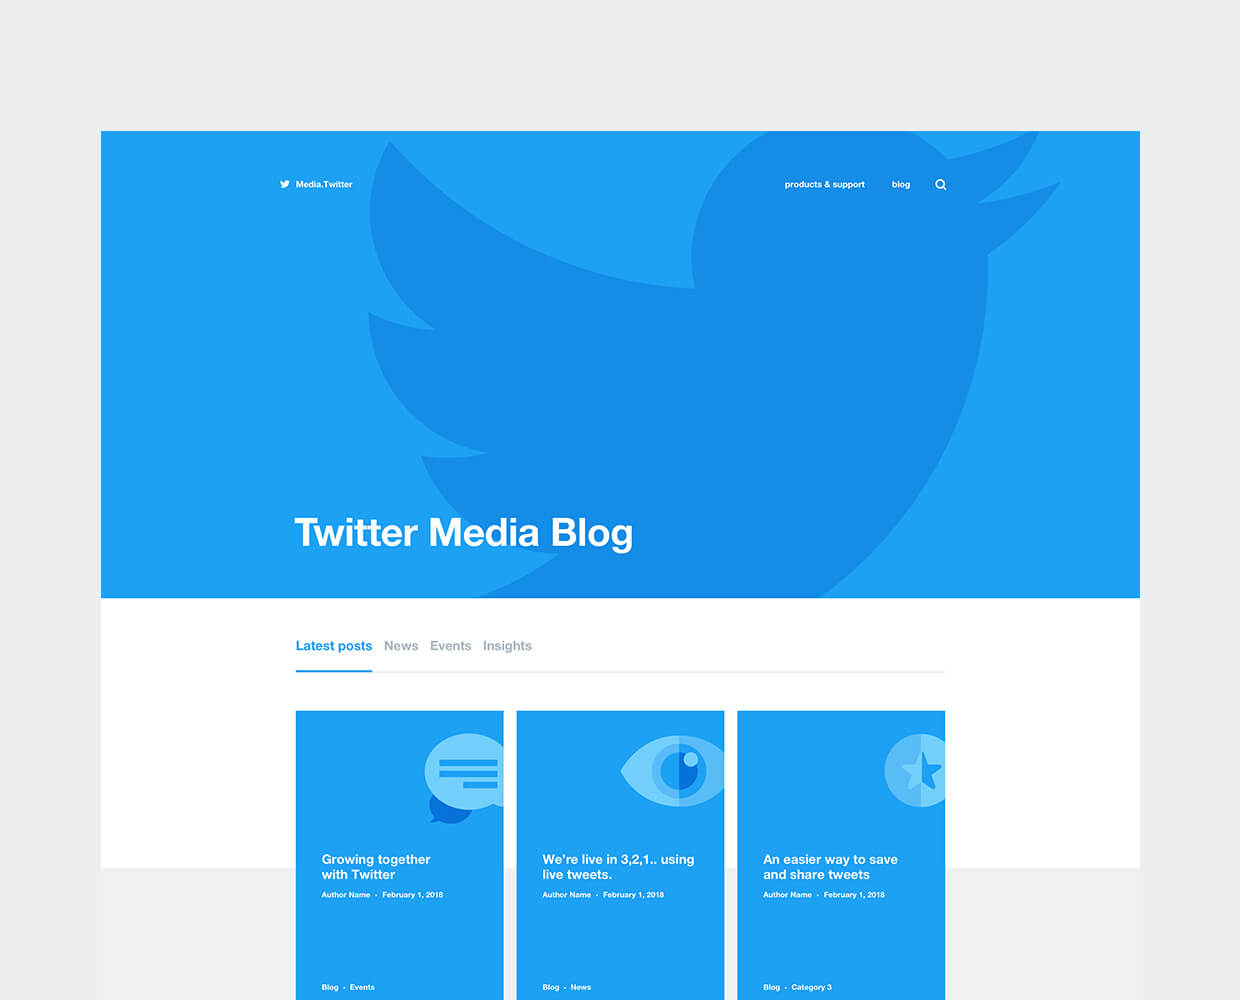 Media.Twitter
products & support
blog
Twitter Media Blog
Latest posts
News
Events
Insights
Growing together
with Twitter
Author Name • February 1, 2018
Blog • Events
We’re live in 3,2,1.. using
live tweets.
Author Name • February 1, 2018
Blog • News
An easier way to save
and share tweets
Author Name • February 1, 2018
Blog • Category 3